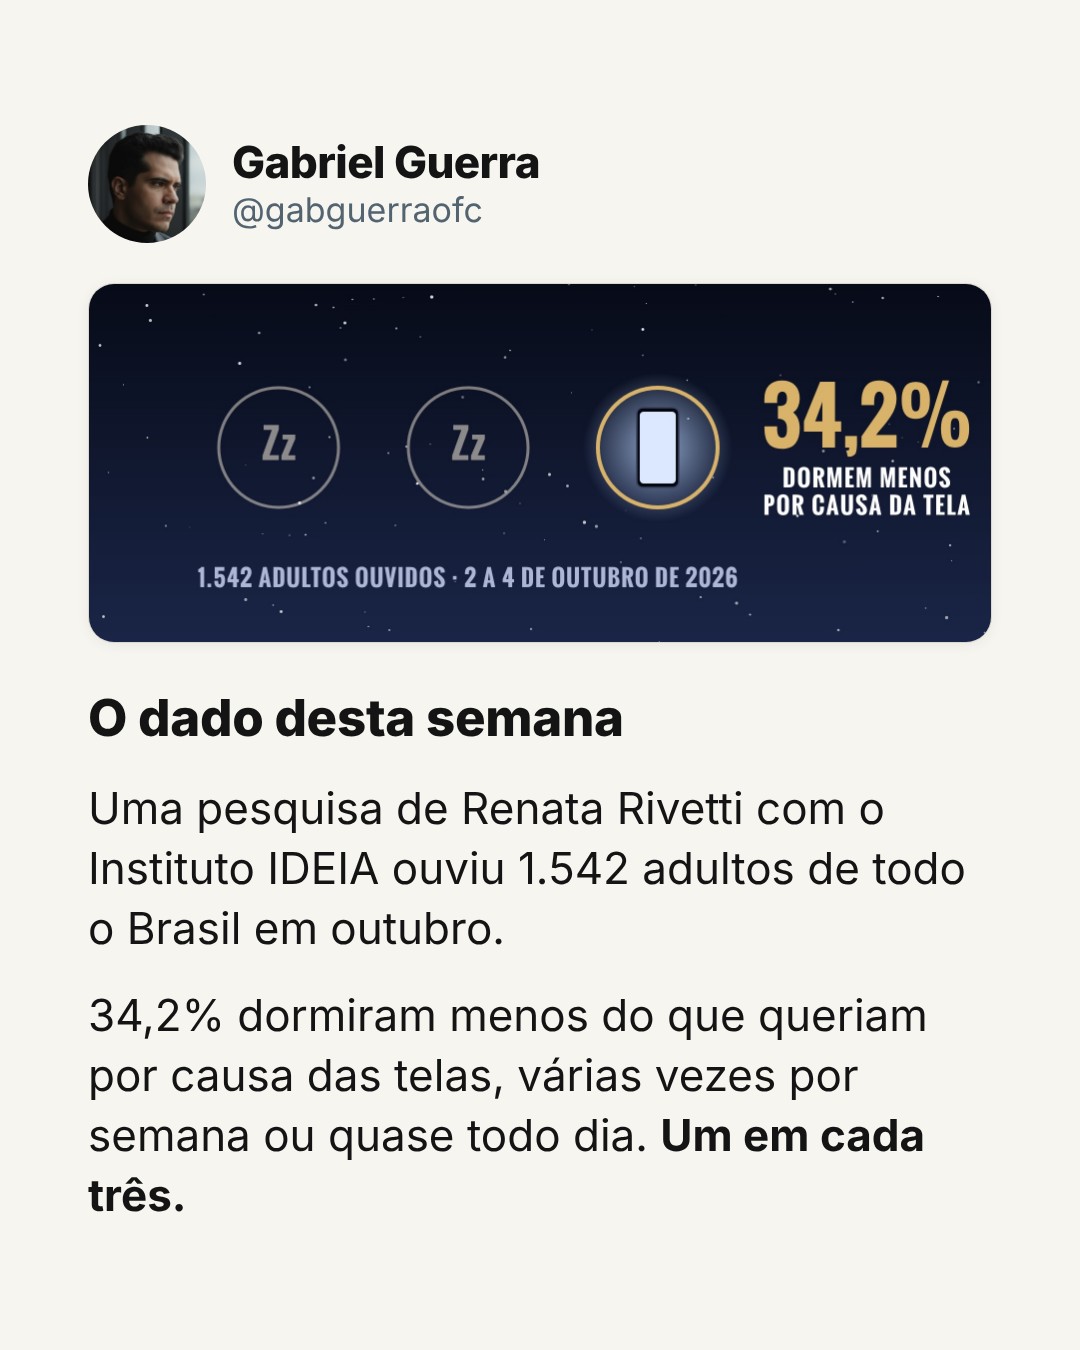 Gabriel Guerra
@gabguerraofc
Zz
Zz
34,2%
DORMEM MENOS
POR CAUSA DA TELA
1.542 ADULTOS OUVIDOS · 2 A 4 DE OUTUBRO DE 2026
O dado desta semana
Uma pesquisa de Renata Rivetti com o
Instituto IDEIA ouviu 1.542 adultos de todo
o Brasil em outubro.
34,2% dormiram menos do que queriam
por causa das telas, várias vezes por
semana ou quase todo dia. Um em cada
três.